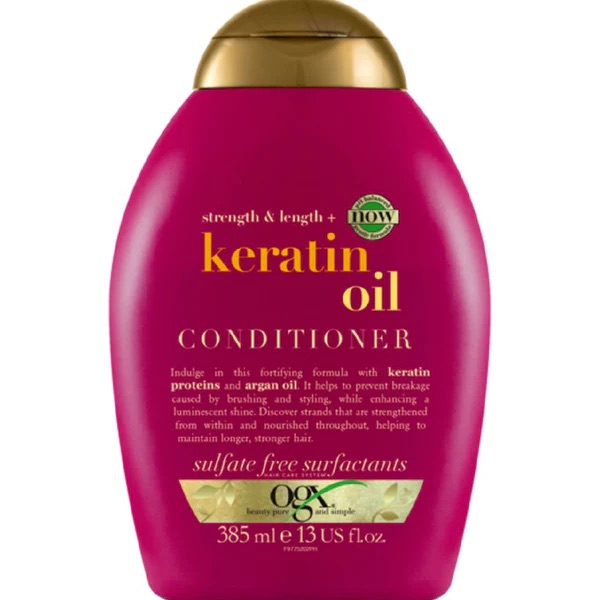 strength & length +
now
keratin
oil
CONDITIONER
Indulge in this fortifying formula with keratin
proteins and argan oil. It helps to prevent breakage
caused by brushing and styling, while enhancing a
luminescent shine. Discover strands that are strengthened
from within and nourished throughout, helping to
maintain longer, stronger hair.
sulfate free surfactants
HAIR CARE SYSTEM
ogx
beauty pure and simple
385 ml e 13 US fl.oz.